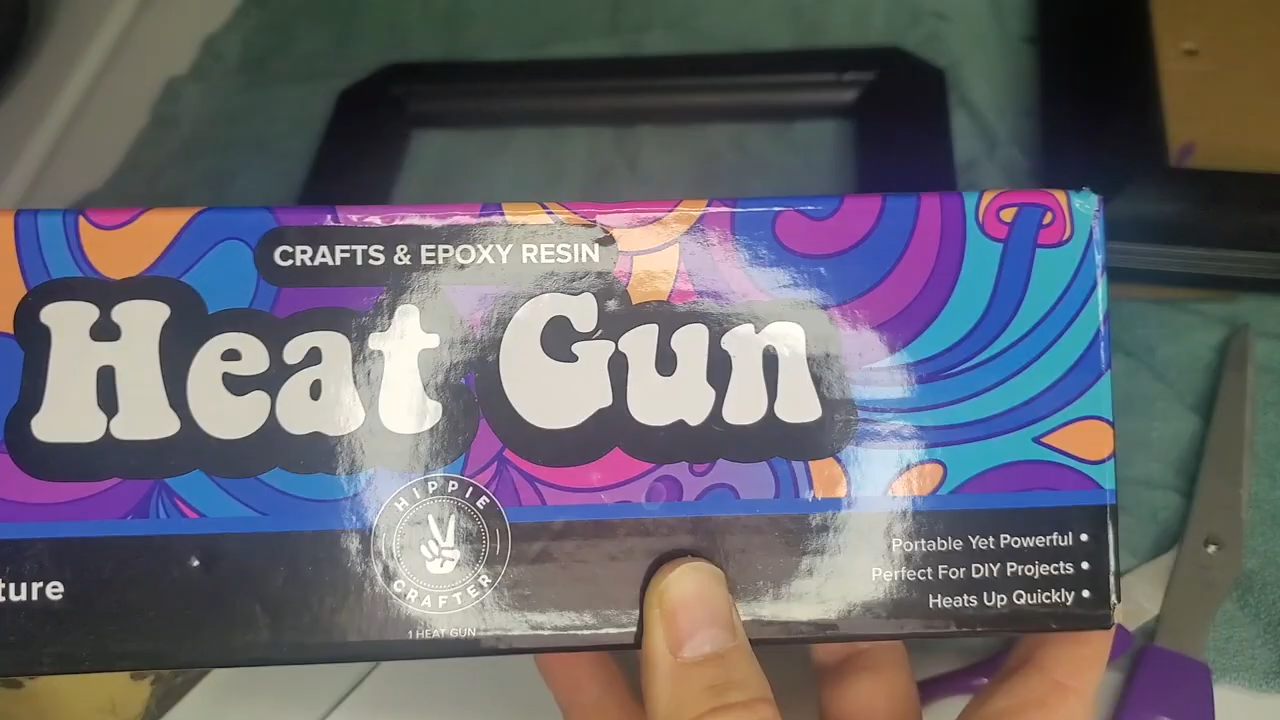 CRAFTS & EPOXY RESIN
Heat Gun
HIPPIE
CRAFTER
1 HEAT GUN
ture
Portable Yet Powerful •
Perfect For DIY Projects •
Heats Up Quickly •